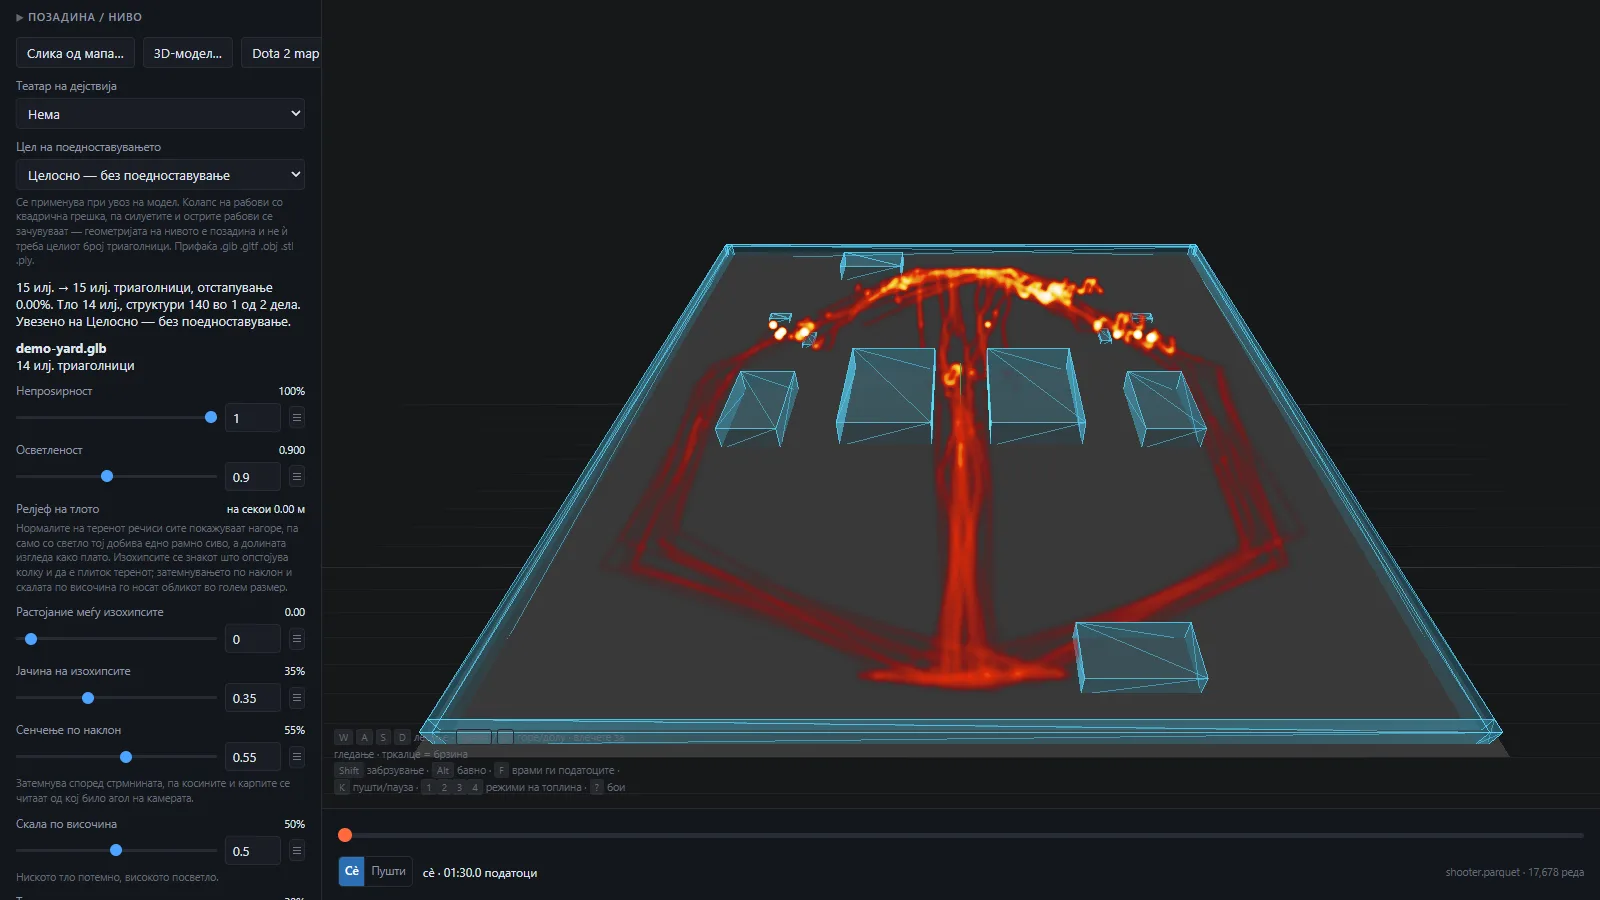 ▶ ПОЗАДИНА / НИВО
Слика од мапа...
3D-модел...
Dota 2 map
Театар на дејствија
Нема
Цел на поедноставувањето
Целосно — без поедноставување
Се применува при увоз на модел. Колапс на рабови со
квадрична грешка, па силуетите и острите рабови се
зачувуваат — геометријата на нивото е позадина и не ѝ
треба целиот број триаголници. Прифаќа .glb .gltf .obj .stl
.ply.
15 илј. → 15 илј. триаголници, отстапување
0.00%. Тло 14 илј., структури 140 во 1 од 2 дела.
Увезено на Целосно — без поедноставување.
demo-yard.glb
14 илј. триаголници
Непрозирност 100%
1
Осветленост 0.900
0.9
Релјеф на тлото на секои 0.00 м
Нормалите на теренот речиси сите покажуваат нагоре, па
само со светло тој добива едно рамно сиво, а долината
изгледа како плато. Изохипсите се знакот што опстојува
колку и да е плиток теренот; затемнувањето по наклон и
скалата по височина го носат обликот во голем размер.
Растојание меѓу изохипсите 0.00
0
Јачина на изохипсите 35%
0.35
Сенчење по наклон 55%
0.55
Затемнува според стрмнината, па косините и карпите се
читаат од кој било агол на камерата.
Скала по височина 50%
0.5
Ниското тло потемно, високото посветло.
W A S D горе/долу · влечете за
гледање · тркалце = брзина
Shift забрзување · Alt бавно · F врами ги податоците ·
K пушти/пауза · 1 2 3 4 режими на топлина · ? бои
Сè Пушти сè · 01:30.0 податоци
shooter.parquet · 17,678 реда